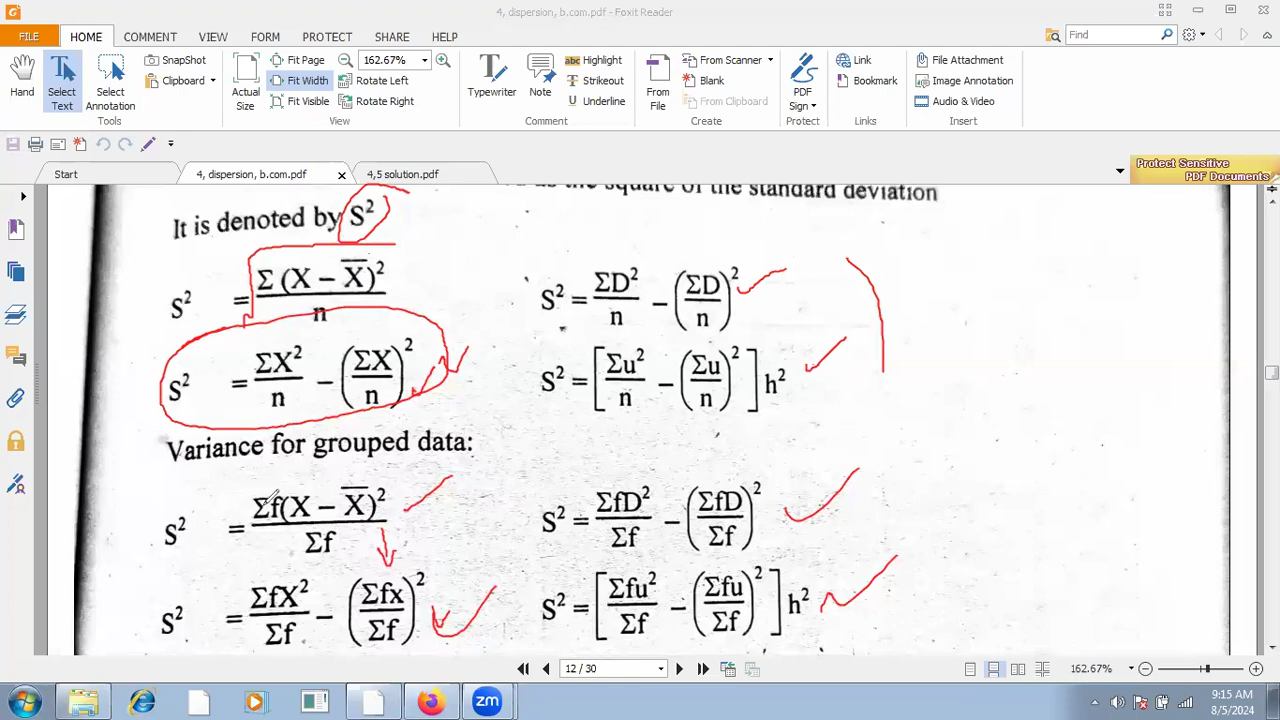 4, dispersion, b.com.pdf - Foxit Reader
FILE HOME COMMENT VIEW FORM PROTECT SHARE HELP
Find
Hand
Select Text
Select Annotation
SnapShot
Clipboard
Tools
Actual Size
Fit Page
Fit Width
Fit Visible
162.67%
Rotate Left
Rotate Right
View
Typewriter
Note
Highlight
Strikeout
Underline
Comment
From File
From Scanner
Blank
From Clipboard
Create
PDF Sign
Protect
Link
Bookmark
Links
File Attachment
Image Annotation
Audio & Video
Insert
Start
4, dispersion, b.com.pdf
4,5 solution.pdf
Protect Sensitive
PDF Documents
as the square of the standard deviation
It is denoted by S²
S² = Σ (X – X̅)² / n
S² = ΣD² / n – (ΣD / n)²
S² = ΣX² / n – (ΣX / n)²
S² = [Σu² / n – (Σu / n)²] h²
Variance for grouped data:
S² = Σf(X – X̅)² / Σf
S² = ΣfD² / Σf – (ΣfD / Σf)²
S² = ΣfX² / Σf – (Σfx / Σf)²
S² = [Σfu² / Σf – (Σfu / Σf)²] h²
12 / 30
162.67%
zm
9:15 AM
8/5/2024